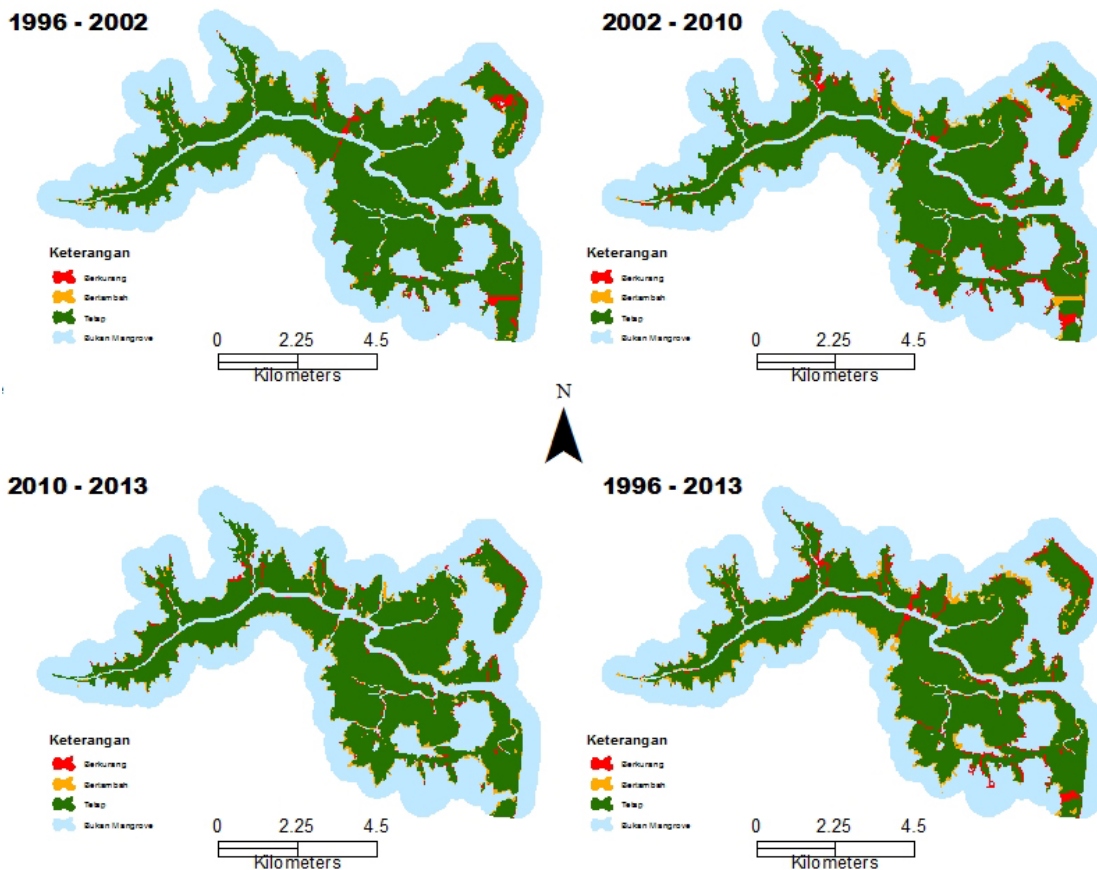 1996 - 2002
Keterangan
Berkurang
Bertambah
Tetap
Bukan Mangrove
0 2.25 4.5
Kilometers
2002 - 2010
Keterangan
Berkurang
Bertambah
Tetap
Bukan Mangrove
0 2.25 4.5
Kilometers
N
2010 - 2013
Keterangan
Berkurang
Bertambah
Tetap
Bukan Mangrove
0 2.25 4.5
Kilometers
1996 - 2013
Keterangan
Berkurang
Bertambah
Tetap
Bukan Mangrove
0 2.25 4.5
Kilometers